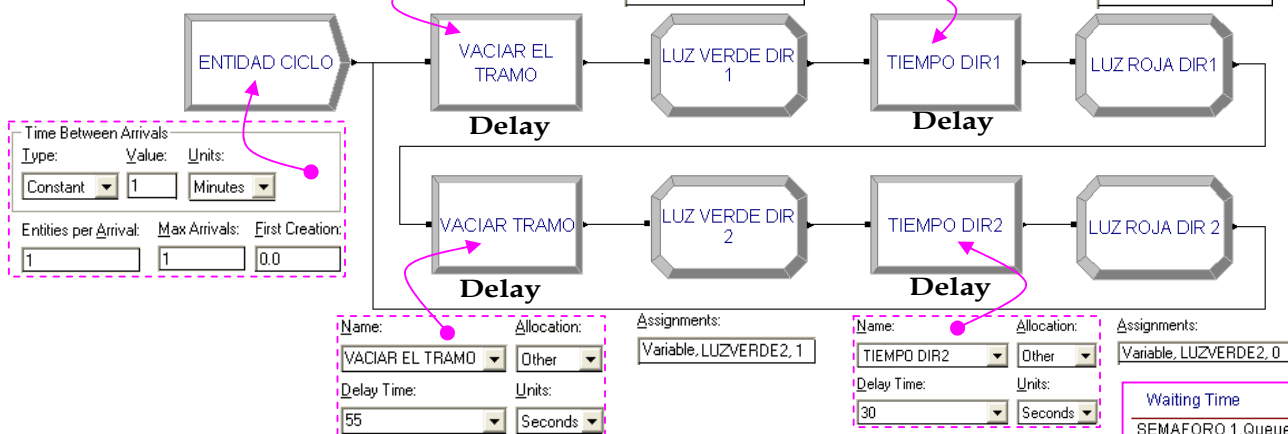 ENTIDAD CICLO
VACIAR EL
TRAMO
LUZ VERDE DIR
1
TIEMPO DIR1
LUZ ROJA DIR1
Delay
Delay
Time Between Arrivals
Type: Value: Units:
Constant 1 Minutes
Entities per Arrival: Max Arrivals: First Creation:
1 1 0.0
VACIAR TRAMO
LUZ VERDE DIR
2
TIEMPO DIR2
LUZ ROJA DIR 2
Delay
Delay
Name: Allocation:
VACIAR EL TRAMO Other
Delay Time: Units:
55 Seconds
Assignments:
Variable, LUZVERDE2, 1
Name: Allocation:
TIEMPO DIR2 Other
Delay Time: Units:
30 Seconds
Assignments:
Variable, LUZVERDE2, 0
Waiting Time
SEMAFORO 1.Queue